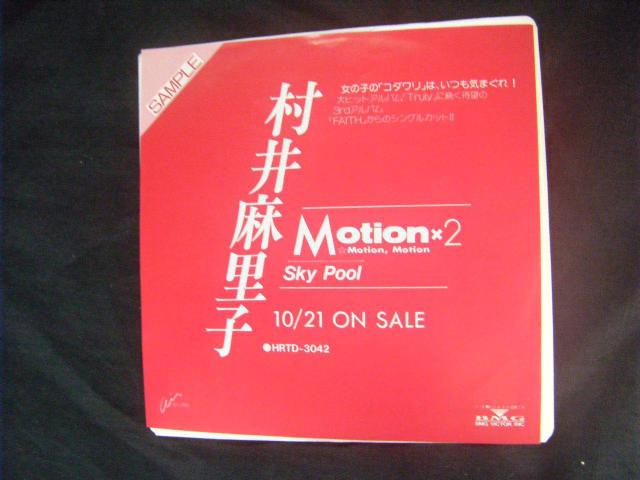 SAMPLE
女の子の「コダワリ」は、いつも気まぐれ!
大ヒットアルバム「Truly」に続く待望の
3rdアルバム
「FAITH」からのシングルカット!!
村井麻里子
Motion×2
☆Motion, Motion
Sky Pool
10/21 ON SALE
●HRTD-3042
BMG
BMG VICTOR INC